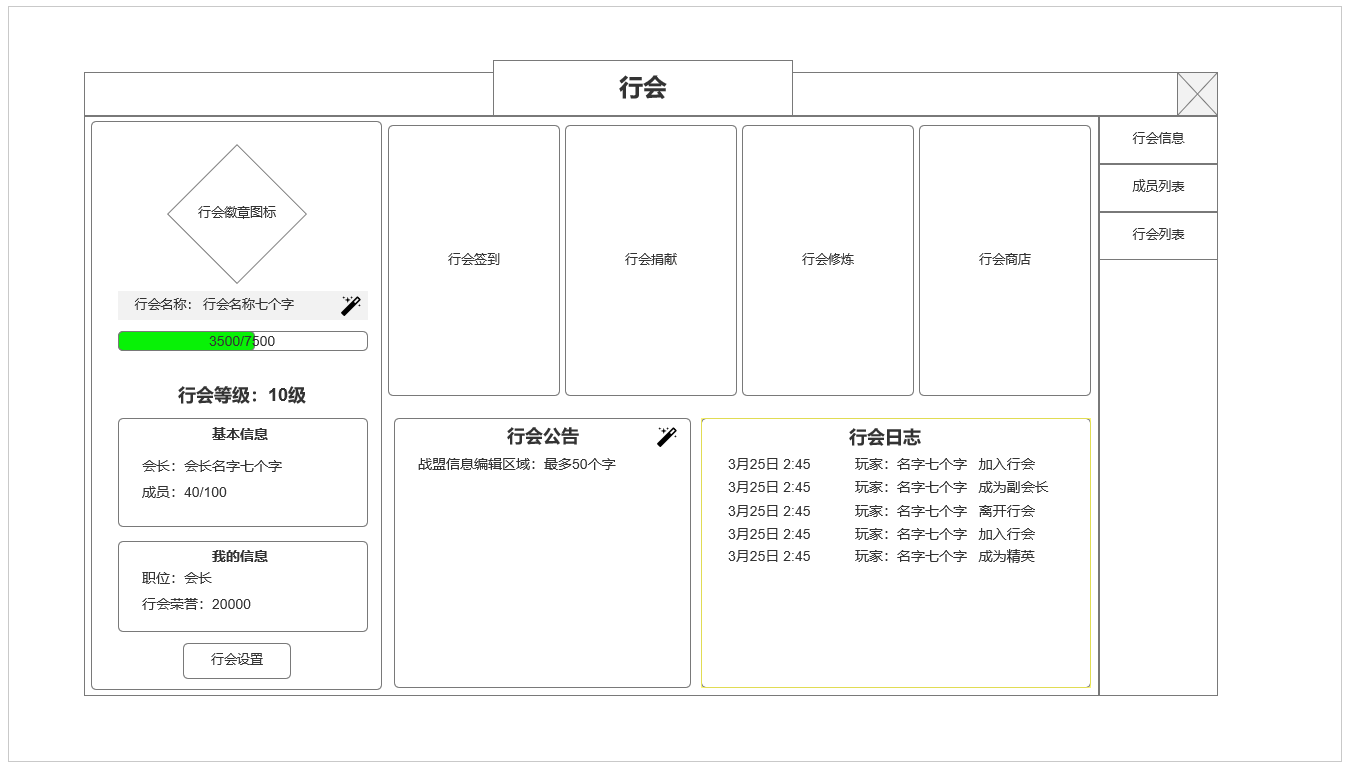 行会
行会徽章图标
行会名称： 行会名称七个字
3500/7500
行会等级：10级
基本信息
会长：会长名字七个字
成员：40/100
我的信息
职位：会长
行会荣誉：20000
行会设置
行会签到
行会捐献
行会修炼
行会商店
行会公告
战盟信息编辑区域：最多50个字
行会日志
3月25日 2:45 玩家：名字七个字 加入行会
3月25日 2:45 玩家：名字七个字 成为副会长
3月25日 2:45 玩家：名字七个字 离开行会
3月25日 2:45 玩家：名字七个字 加入行会
3月25日 2:45 玩家：名字七个字 成为精英
行会信息
成员列表
行会列表